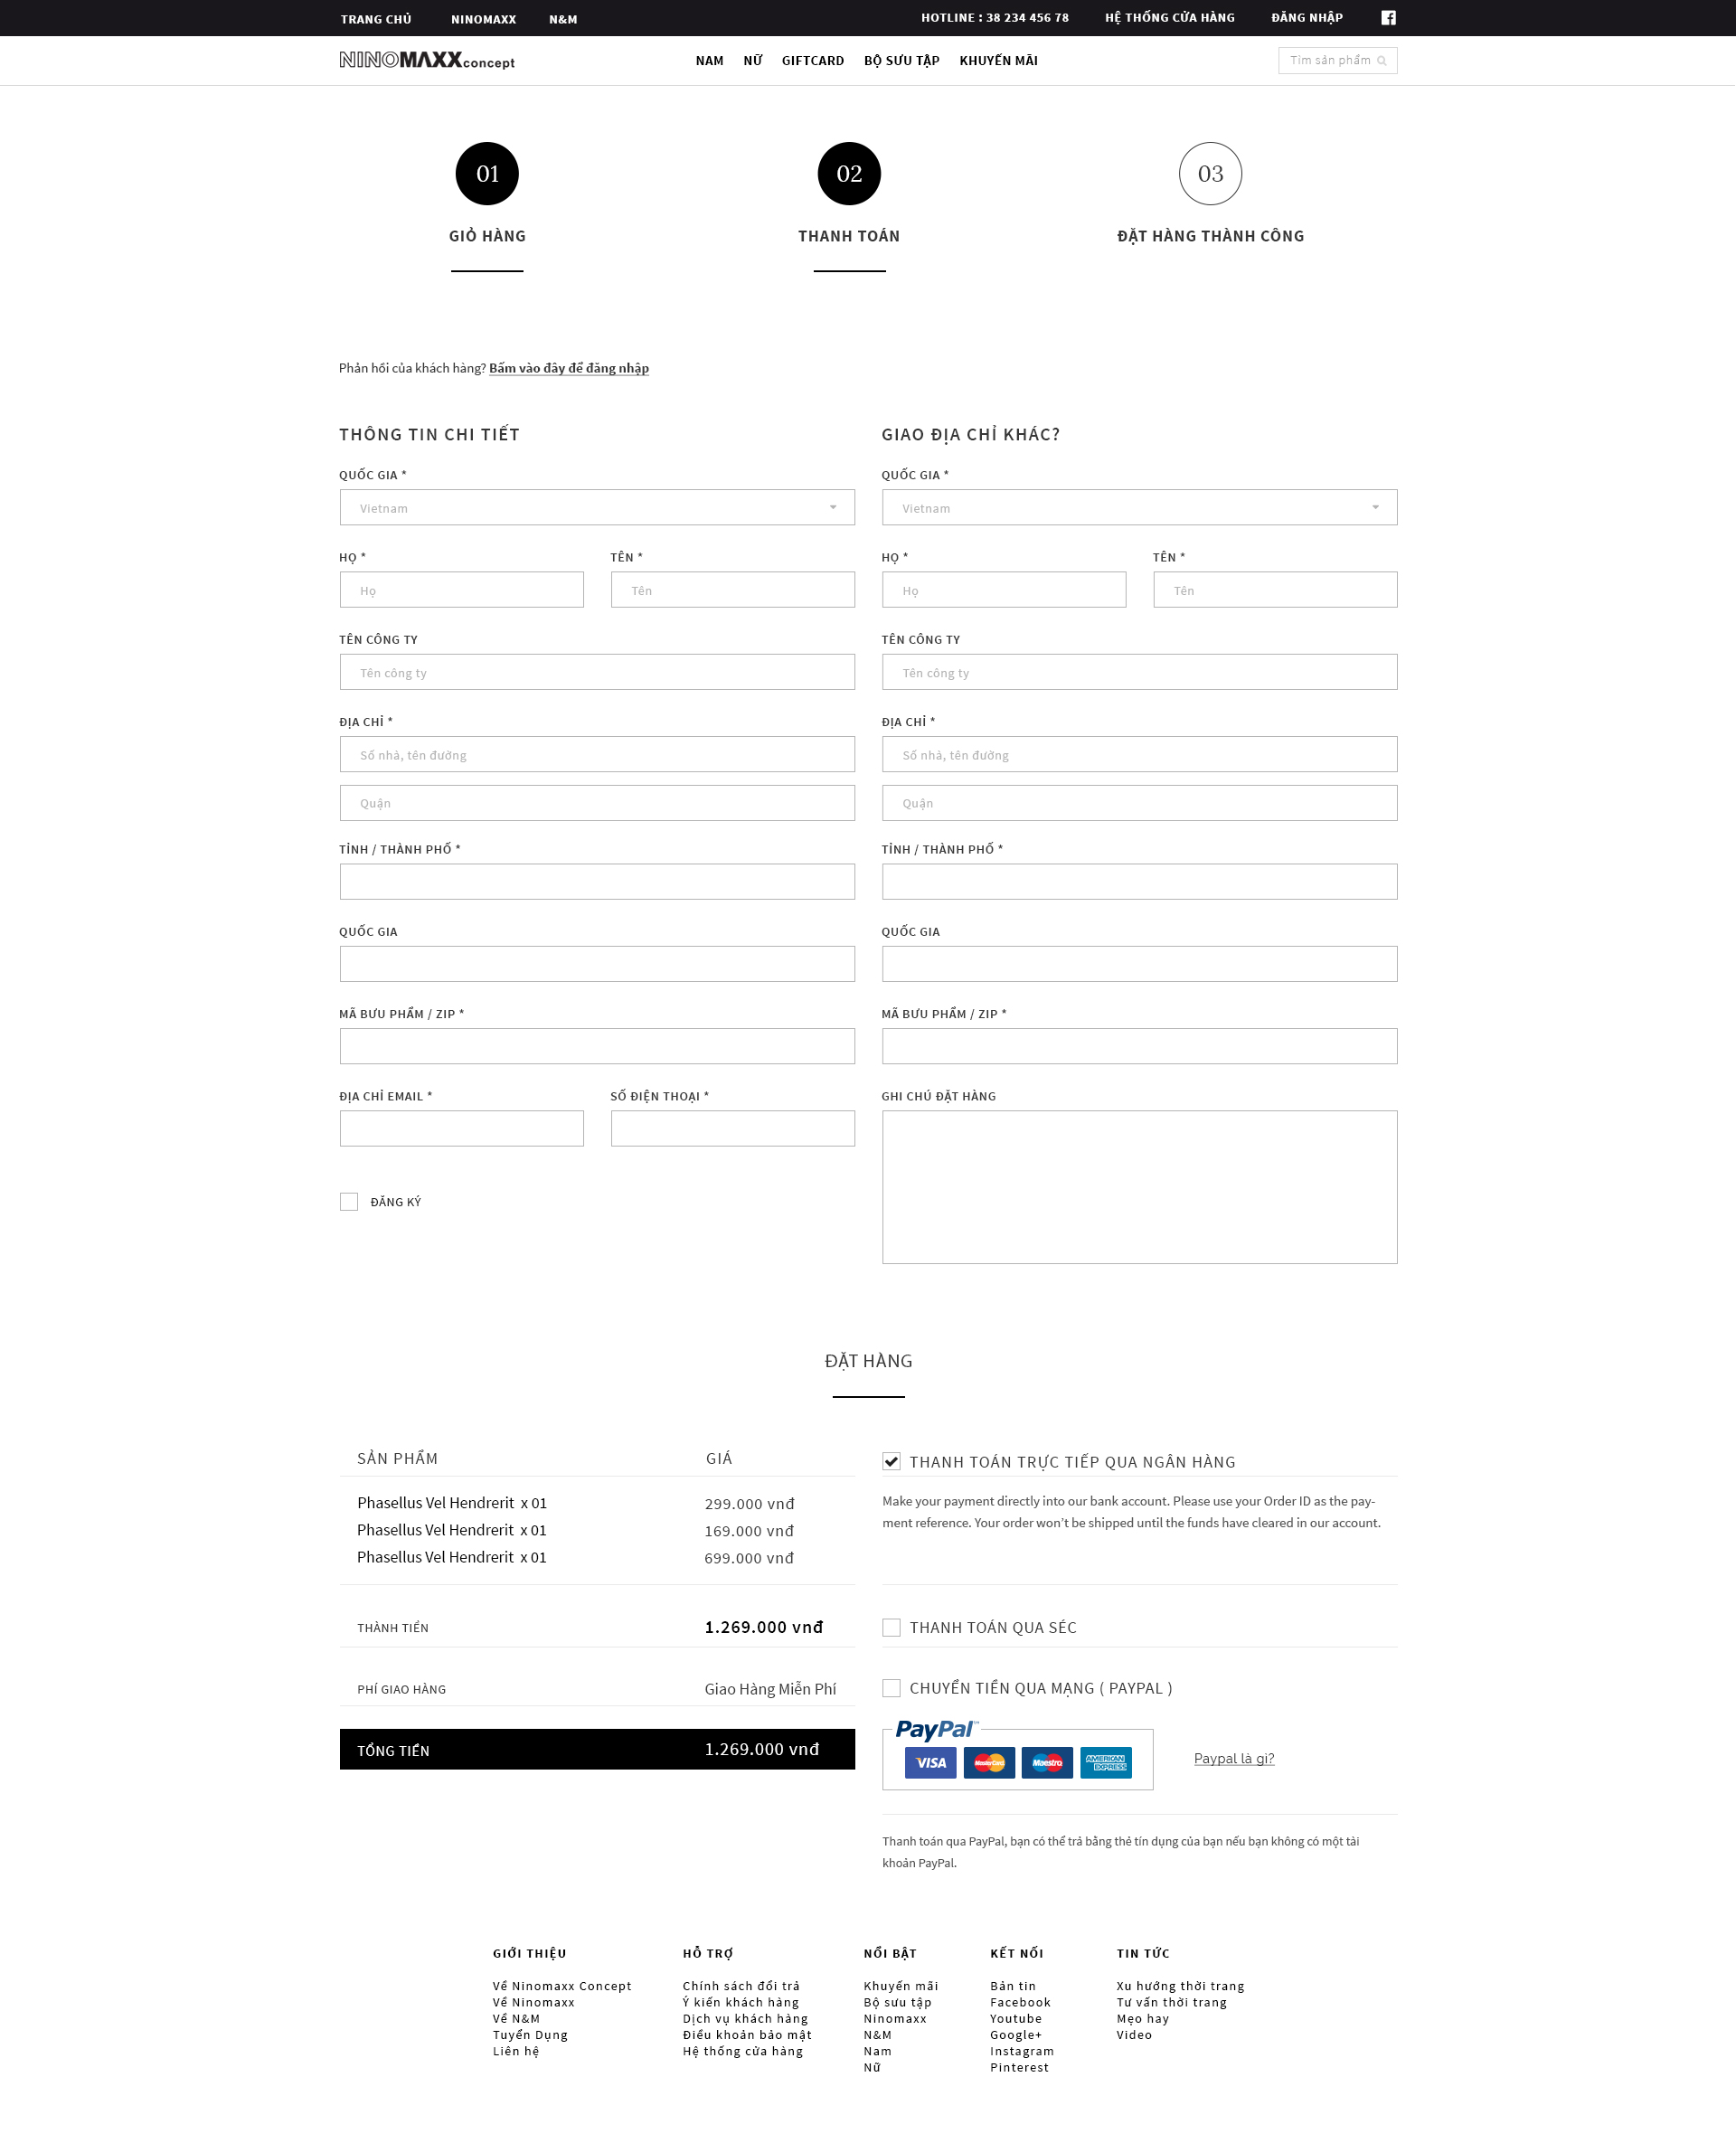 TRANG CHỦ NINOMAXX N&M HOTLINE : 38 234 456 78 HỆ THỐNG CỬA HÀNG ĐĂNG NHẬP
NINOMAXXconcept NAM NỮ GIFTCARD BỘ SƯU TẬP KHUYẾN MÃI Tìm sản phẩm
01 02 03
GIỎ HÀNG THANH TOÁN ĐẶT HÀNG THÀNH CÔNG
Phản hồi của khách hàng? Bấm vào đây để đăng nhập
THÔNG TIN CHI TIẾT
QUỐC GIA *
Vietnam
HỌ * TÊN *
Họ Tên
TÊN CÔNG TY
Tên công ty
ĐỊA CHỈ *
Số nhà, tên đường
Quận
TỈNH / THÀNH PHỐ *
QUỐC GIA
MÃ BƯU PHẨM / ZIP *
ĐỊA CHỈ EMAIL * SỐ ĐIỆN THOẠI *
ĐĂNG KÝ
GIAO ĐỊA CHỈ KHÁC?
QUỐC GIA *
Vietnam
HỌ * TÊN *
Họ Tên
TÊN CÔNG TY
Tên công ty
ĐỊA CHỈ *
Số nhà, tên đường
Quận
TỈNH / THÀNH PHỐ *
QUỐC GIA
MÃ BƯU PHẨM / ZIP *
GHI CHÚ ĐẶT HÀNG
ĐẶT HÀNG
SẢN PHẨM GIÁ
Phasellus Vel Hendrerit x 01 299.000 vnđ
Phasellus Vel Hendrerit x 01 169.000 vnđ
Phasellus Vel Hendrerit x 01 699.000 vnđ
THÀNH TIỀN 1.269.000 vnđ
PHÍ GIAO HÀNG Giao Hàng Miễn Phí
TỔNG TIỀN 1.269.000 vnđ
THANH TOÁN TRỰC TIẾP QUA NGÂN HÀNG
Make your payment directly into our bank account. Please use your Order ID as the pay-
ment reference. Your order won’t be shipped until the funds have cleared in our account.
THANH TOÁN QUA SÉC
CHUYỂN TIỀN QUA MẠNG ( PAYPAL )
PayPal™
VISA MasterCard Maestro AMERICAN EXPRESS
Paypal là gì?
Thanh toán qua PayPal, bạn có thể trả bằng thẻ tín dụng của bạn nếu bạn không có một tài
khoản PayPal.
GIỚI THIỆU
Về Ninomaxx Concept
Về Ninomaxx
Về N&M
Tuyển Dụng
Liên hệ
HỖ TRỢ
Chính sách đổi trả
Ý kiến khách hàng
Dịch vụ khách hàng
Điều khoản bảo mật
Hệ thống cửa hàng
NỔI BẬT
Khuyến mãi
Bộ sưu tập
Ninomaxx
N&M
Nam
Nữ
KẾT NỐI
Bản tin
Facebook
Youtube
Google+
Instagram
Pinterest
TIN TỨC
Xu hướng thời trang
Tư vấn thời trang
Mẹo hay
Video